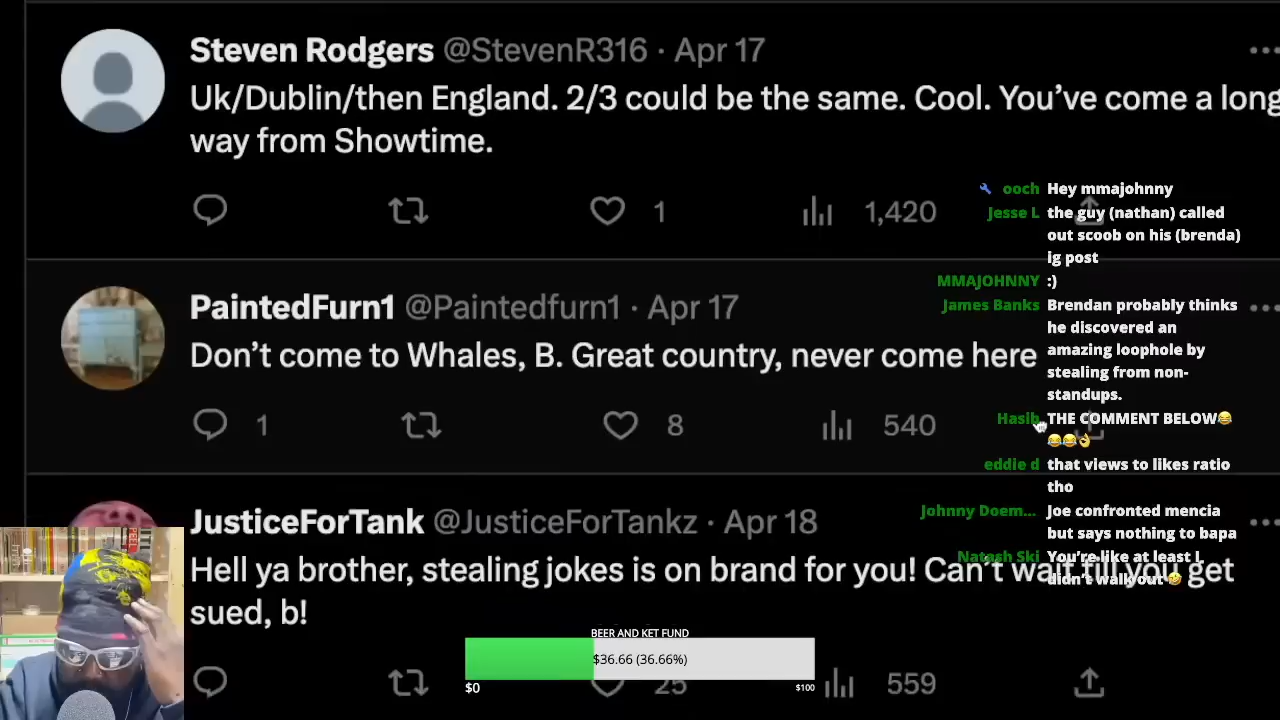 Steven Rodgers @StevenR316 · Apr 17
Uk/Dublin/then England. 2/3 could be the same. Cool. You’ve come a long
way from Showtime.
1
1,420
PaintedFurn1 @Paintedfurn1 · Apr 17
Don’t come to Whales, B. Great country, never come here
1
8
540
JusticeForTank @JusticeForTankz · Apr 18
Hell ya brother, stealing jokes is on brand for you! Can’t wait till you get
sued, b!
25
559
ooch Hey mmajohnny
Jesse L the guy (nathan) called
out scoob on his (brenda)
ig post
MMAJOHNNY :)
James Banks Brendan probably thinks
he discovered an
amazing loophole by
stealing from non-
standups.
Hasib THE COMMENT BELOW😂
😂😂👌
eddie d that views to likes ratio
tho
Johnny Doem... Joe confronted mencia
but says nothing to bapa
Natash Ski You’re like at least I
didn’t walk out 🤣
BEER AND KET FUND
$36.66 (36.66%)
$0
$100